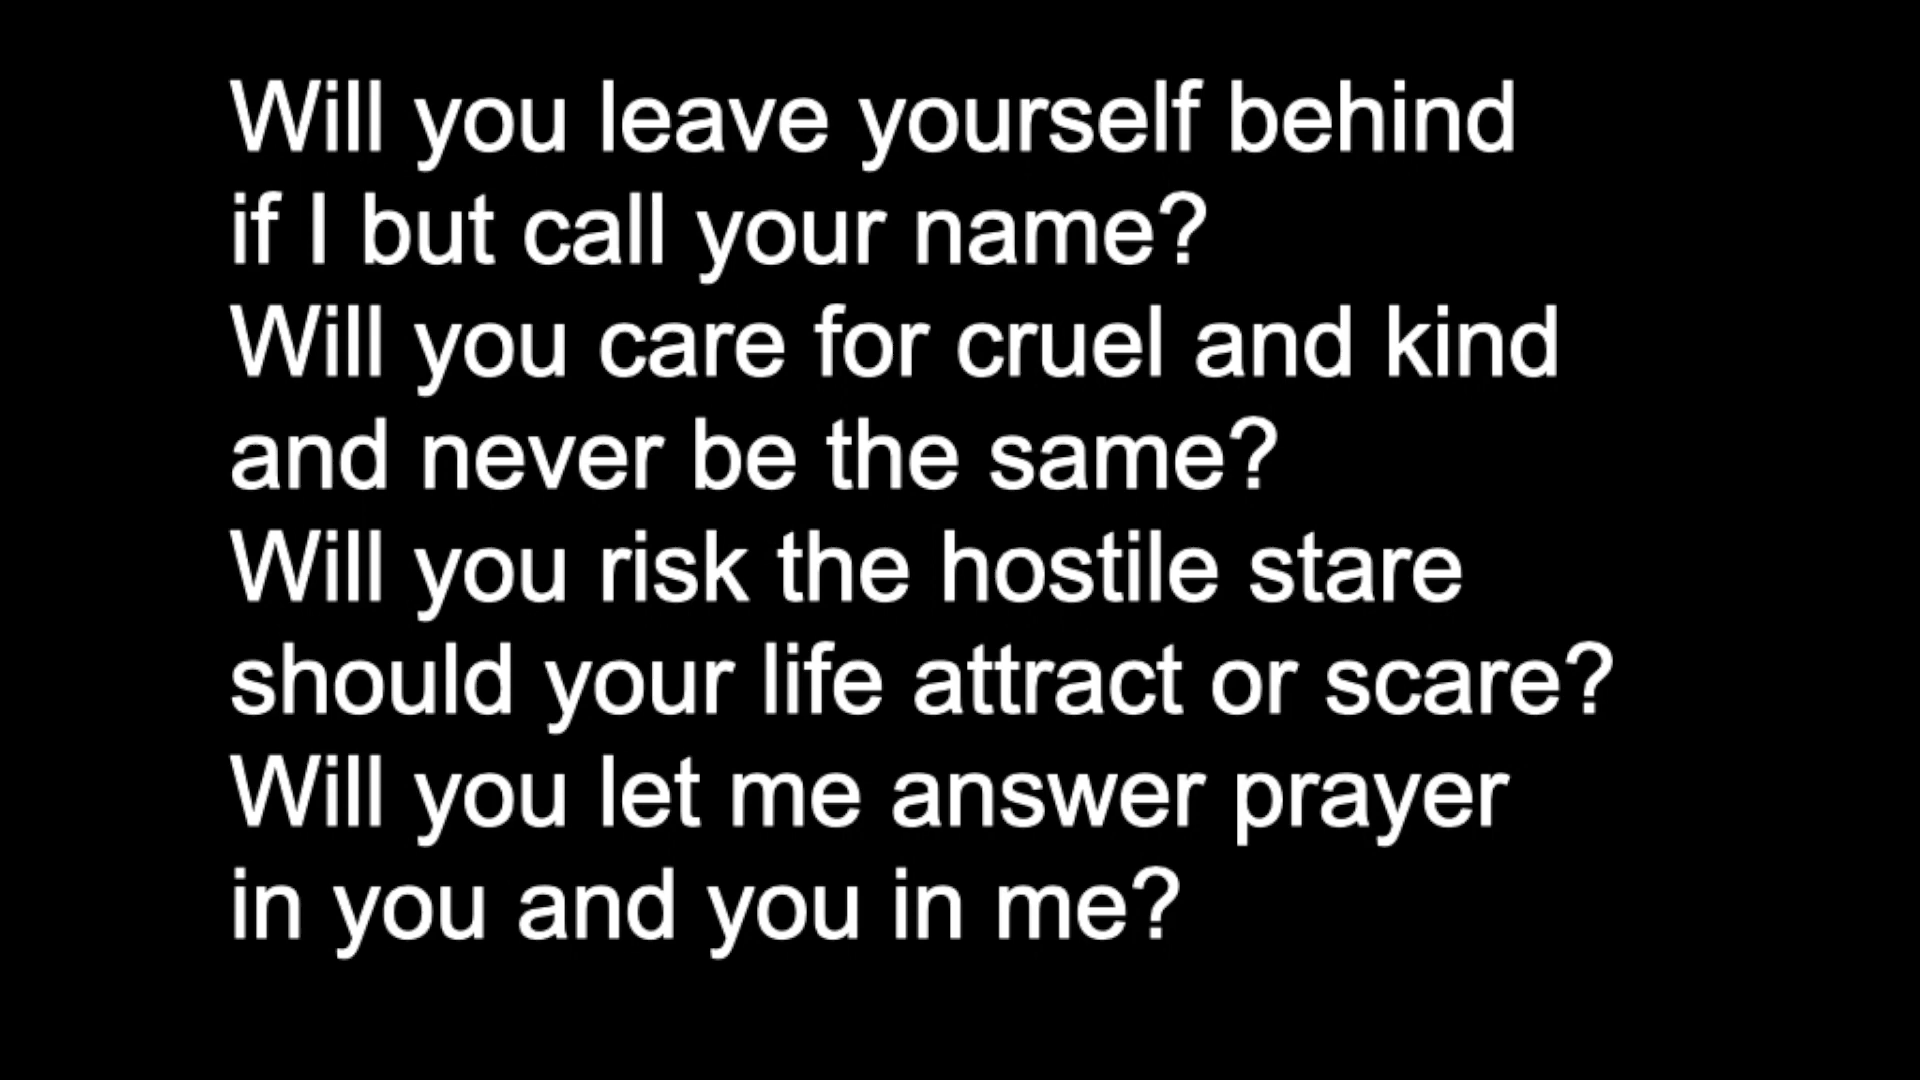 Will you leave yourself behind
if I but call your name?
Will you care for cruel and kind
and never be the same?
Will you risk the hostile stare
should your life attract or scare?
Will you let me answer prayer
in you and you in me?